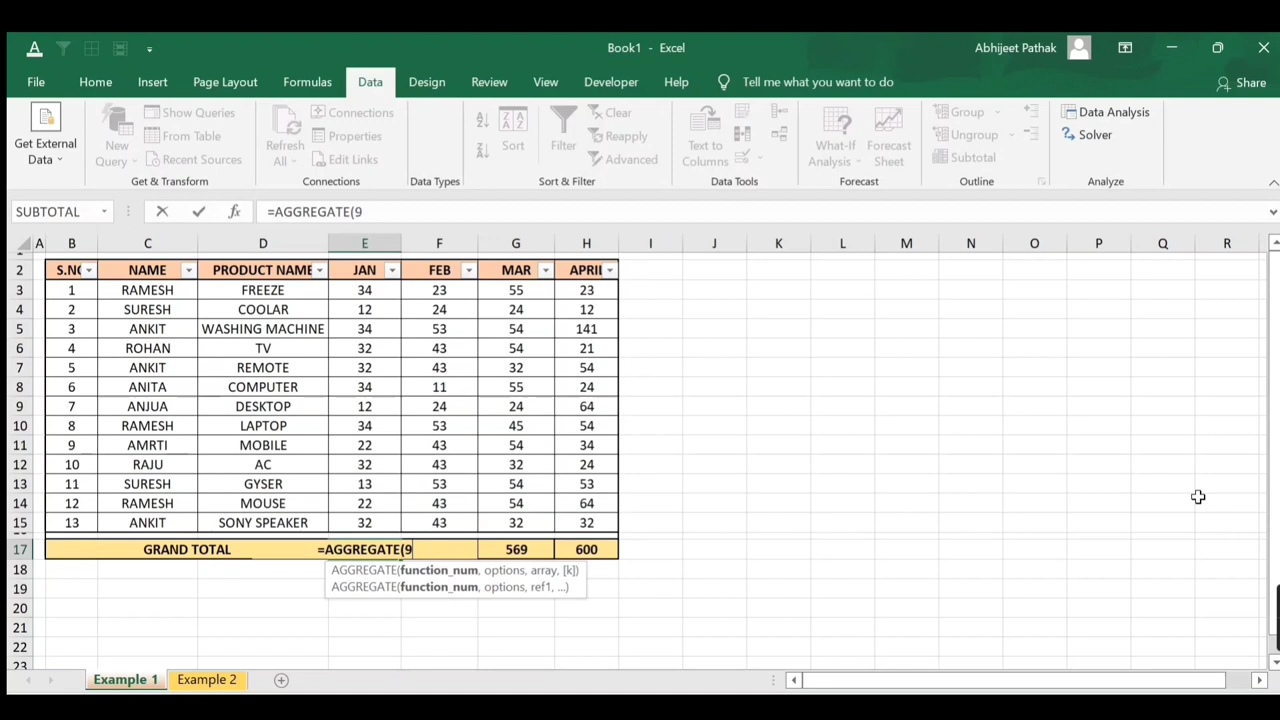 Book1 - Excel
Abhijeet Pathak
File Home Insert Page Layout Formulas Data Design Review View Developer Help Tell me what you want to do Share
Get External Data
New Query
Show Queries
From Table
Recent Sources
Get & Transform
Refresh All
Connections
Properties
Edit Links
Connections
Data Types
Sort
Filter
Clear
Reapply
Advanced
Sort & Filter
Text to Columns
Data Tools
What-If Analysis
Forecast Sheet
Forecast
Group
Ungroup
Subtotal
Outline
Data Analysis
Solver
Analyze
SUBTOTAL fx =AGGREGATE(9
A B C D E F G H I J K L M N O P Q R
2 S.NO NAME PRODUCT NAME JAN FEB MAR APRIL
3 1 RAMESH FREEZE 34 23 55 23
4 2 SURESH COOLAR 12 24 24 12
5 3 ANKIT WASHING MACHINE 34 53 54 141
6 4 ROHAN TV 32 43 54 21
7 5 ANKIT REMOTE 32 43 32 54
8 6 ANITA COMPUTER 34 11 55 24
9 7 ANJUA DESKTOP 12 24 24 64
10 8 RAMESH LAPTOP 34 53 45 54
11 9 AMRTI MOBILE 22 43 54 34
12 10 RAJU AC 32 43 32 24
13 11 SURESH GYSER 13 53 54 53
14 12 RAMESH MOUSE 22 43 54 64
15 13 ANKIT SONY SPEAKER 32 43 32 32
17 GRAND TOTAL =AGGREGATE(9 569 600
18 AGGREGATE(function_num, options, array, [k])
19 AGGREGATE(function_num, options, ref1, ...)
20
21
22
23
Example 1 Example 2